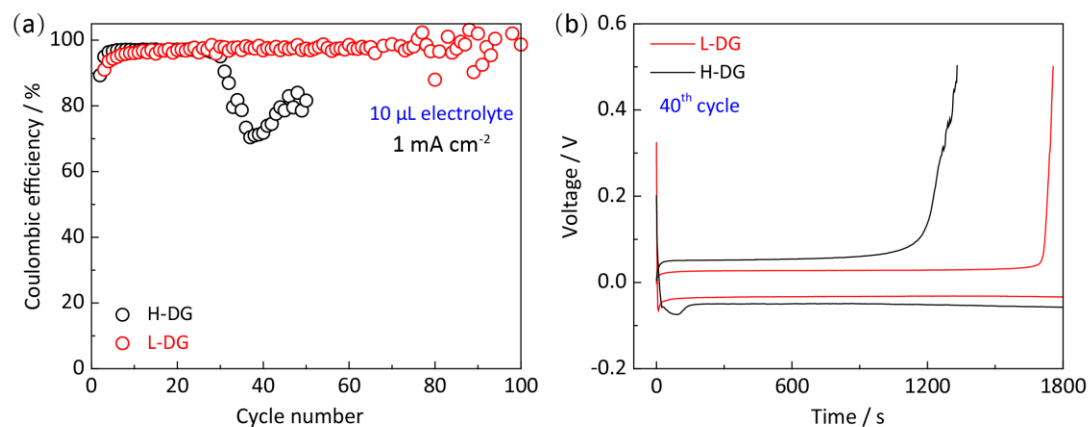 (a)
Coulombic efficiency / %
100
80
60
40
20
0
10 µL electrolyte
1 mA cm⁻²
H-DG
L-DG
0 20 40 60 80 100
Cycle number
(b)
Voltage / V
0.6
0.4
0.2
0.0
-0.2
L-DG
H-DG
40ᵗʰ cycle
0 600 1200 1800
Time / s